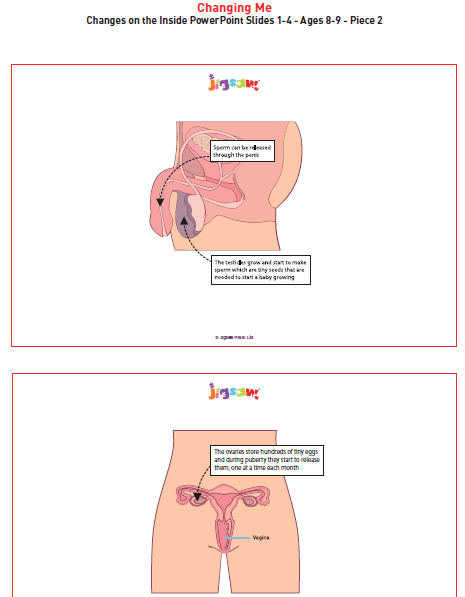 Changing Me
Changes on the Inside PowerPoint Slides 1-4 - Ages 8-9 - Piece 2
jigsaw
Sperm can be released
through the penis
The testicles grow and start to make
sperm which are tiny seeds that are
needed to start a baby growing
© Jigsaw PSHE Ltd
jigsaw
The ovaries store hundreds of tiny eggs
and during puberty they start to release
them, one at a time each month
Vagina